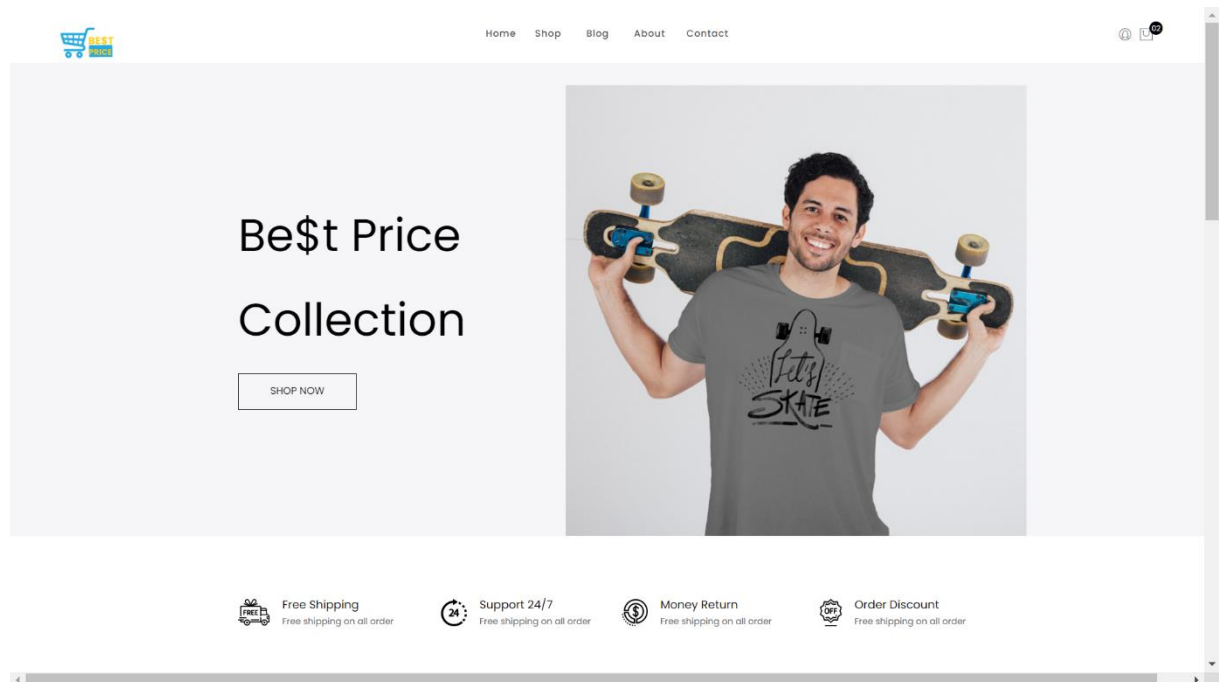 BEST
PRICE
Home Shop Blog About Contact
02
Be$t Price
Collection
SHOP NOW
Let's
SKATE
FREE
Free Shipping
Free shipping on all order
24
Support 24/7
Free shipping on all order
$
Money Return
Free shipping on all order
OFF
Order Discount
Free shipping on all order